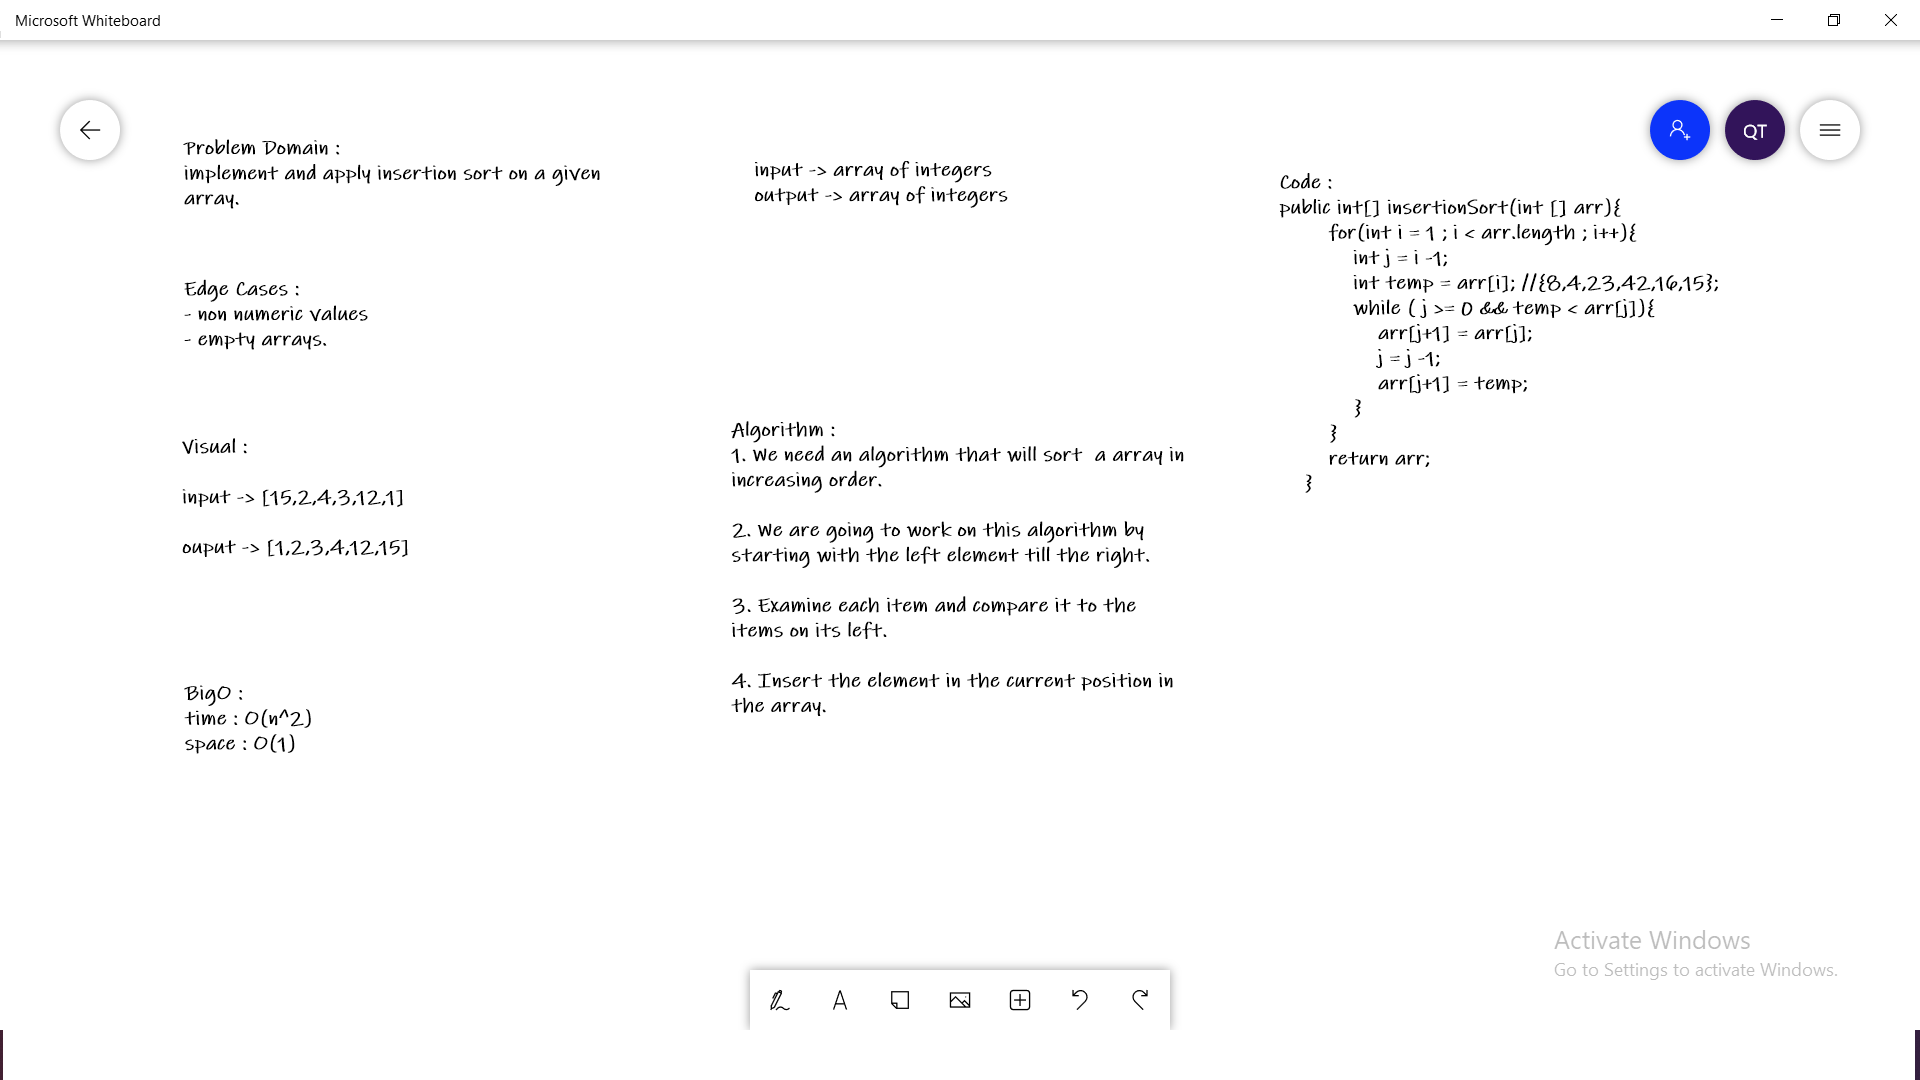 Microsoft Whiteboard
QT
Problem Domain :
implement and apply insertion sort on a given
array.
Edge Cases :
- non numeric values
- empty arrays.
Visual :
input -> [15,2,4,3,12,1]
ouput -> [1,2,3,4,12,15]
BigO :
time : O(n^2)
space : O(1)
input -> array of integers
output -> array of integers
Algorithm :
1. We need an algorithm that will sort  a array in
increasing order.
2. We are going to work on this algorithm by
starting with the left element till the right.
3. Examine each item and compare it to the
items on its left.
4. Insert the element in the current position in
the array.
Code :
public int[] insertionSort(int [] arr){
for(int i = 1 ; i < arr.length ; i++){
int j = i -1;
int temp = arr[i]; //{8,4,23,42,16,15};
while ( j >= 0 && temp < arr[j]){
arr[j+1] = arr[j];
j = j -1;
arr[j+1] = temp;
}
}
return arr;
}
Activate Windows
Go to Settings to activate Windows.